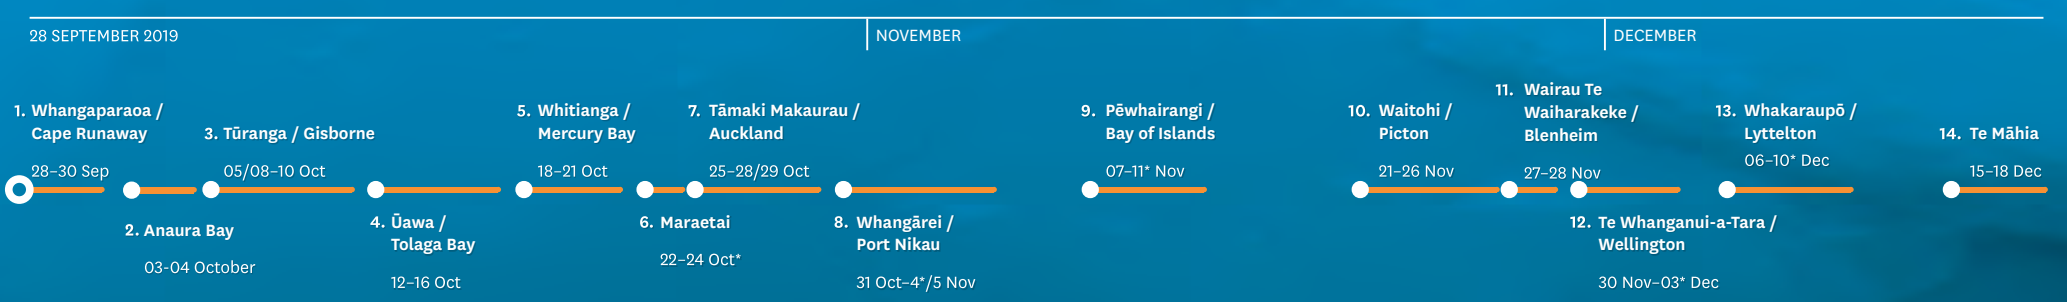 28 SEPTEMBER 2019
NOVEMBER
DECEMBER
1. Whangaparaoa /
Cape Runaway
28–30 Sep
2. Anaura Bay
03-04 October
3. Tūranga / Gisborne
05/08–10 Oct
4. Ūawa /
Tolaga Bay
12–16 Oct
5. Whitianga /
Mercury Bay
18–21 Oct
6. Maraetai
22–24 Oct*
7. Tāmaki Makaurau /
Auckland
25–28/29 Oct
8. Whangārei /
Port Nikau
31 Oct–4*/5 Nov
9. Pēwhairangi /
Bay of Islands
07–11* Nov
10. Waitohi /
Picton
21–26 Nov
11. Wairau Te
Waiharakeke /
Blenheim
27–28 Nov
12. Te Whanganui-a-Tara /
Wellington
30 Nov–03* Dec
13. Whakaraupō /
Lyttelton
06–10* Dec
14. Te Māhia
15–18 Dec